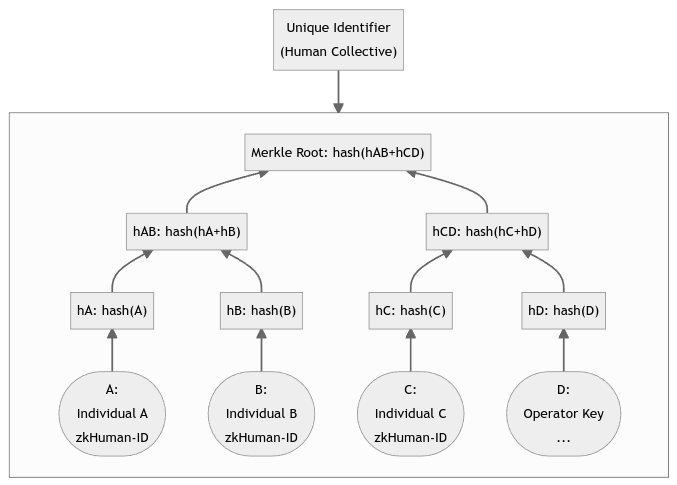 Unique Identifier
(Human Collective)
Merkle Root: hash(hAB+hCD)
hAB: hash(hA+hB)
hCD: hash(hC+hD)
hA: hash(A)
hB: hash(B)
hC: hash(C)
hD: hash(D)
A:
Individual A
zkHuman-ID
B:
Individual B
zkHuman-ID
C:
Individual C
zkHuman-ID
D:
Operator Key
...